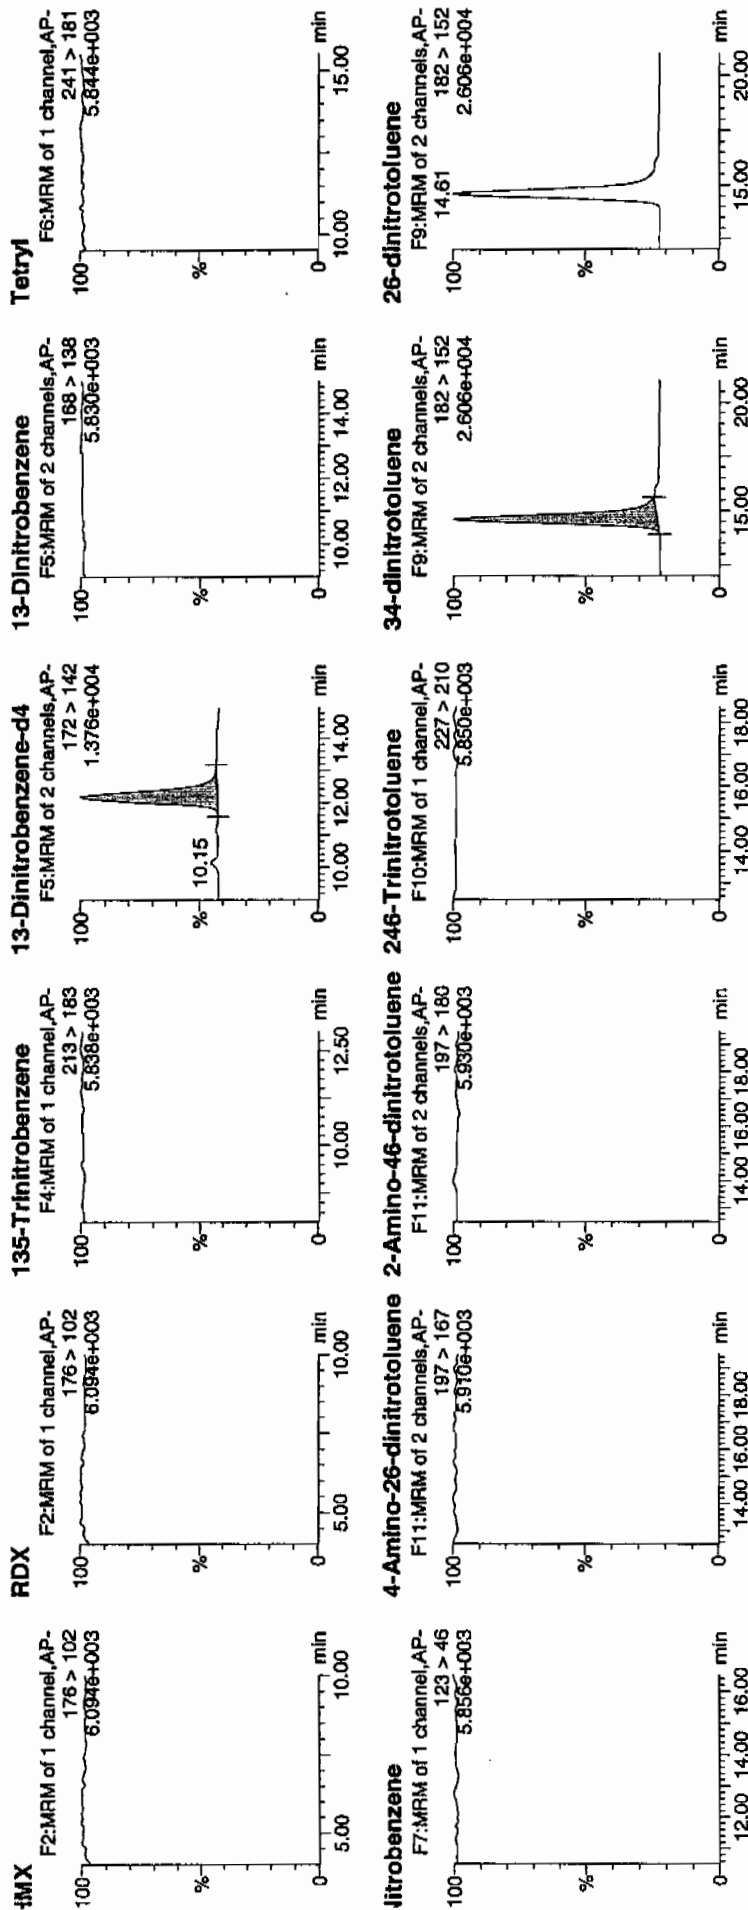 HMX
F2:MRM of 1 channel,AP-
176 > 102
6.094e+003
100
%
0
5.00
10.00
min
RDX
F2:MRM of 1 channel,AP-
176 > 102
6.094e+003
100
%
0
5.00
10.00
min
135-Trinitrobenzene
F4:MRM of 1 channel,AP-
213 > 183
5.838e+003
100
%
0
10.00
12.50
min
13-Dinitrobenzene-d4
F5:MRM of 2 channels,AP-
172 > 142
1.376e+004
100
%
10.15
0
10.00
12.00
14.00
min
13-Dinitrobenzene
F5:MRM of 2 channels,AP-
168 > 138
5.830e+003
100
%
0
10.00
12.00
14.00
min
Tetryl
F6:MRM of 1 channel,AP-
241 > 181
5.844e+003
100
%
0
10.00
15.00
min
Nitrobenzene
F7:MRM of 1 channel,AP-
123 > 46
5.856e+003
100
%
0
12.00
14.00
16.00
min
4-Amino-26-dinitrotoluene
F11:MRM of 2 channels,AP-
197 > 167
5.910e+003
100
%
0
14.00
16.00
18.00
min
2-Amino-46-dinitrotoluene
F11:MRM of 2 channels,AP-
197 > 180
5.930e+003
100
%
0
14.00
16.00
18.00
min
246-Trinitrotoluene
F10:MRM of 1 channel,AP-
227 > 210
5.850e+003
100
%
0
14.00
16.00
18.00
min
34-dinitrotoluene
F9:MRM of 2 channels,AP-
182 > 152
2.606e+004
100
%
0
15.00
20.00
min
26-dinitrotoluene
F9:MRM of 2 channels,AP-
182 > 152
2.606e+004
14.61
100
%
0
15.00
20.00
min